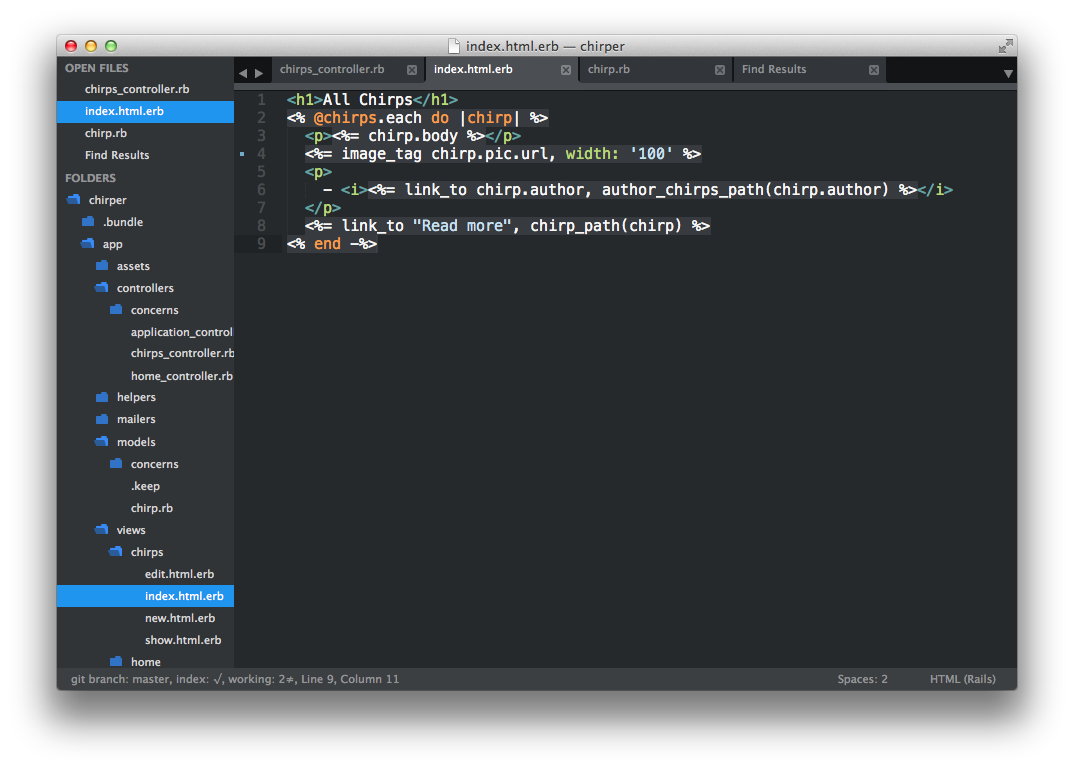 index.html.erb — chirper
OPEN FILES
chirps_controller.rb
index.html.erb
chirp.rb
Find Results
FOLDERS
chirper
.bundle
app
assets
controllers
concerns
application_control
chirps_controller.rb
home_controller.rb
helpers
mailers
models
concerns
.keep
chirp.rb
views
chirps
edit.html.erb
index.html.erb
new.html.erb
show.html.erb
home
chirps_controller.rb index.html.erb chirp.rb Find Results
1 <h1>All Chirps</h1>
2 <% @chirps.each do |chirp| %>
3 <p><%= chirp.body %></p>
4 <%= image_tag chirp.pic.url, width: '100' %>
5 <p>
6 - <i><%= link_to chirp.author, author_chirps_path(chirp.author) %></i>
7 </p>
8 <%= link_to "Read more", chirp_path(chirp) %>
9 <% end -%>
git branch: master, index: √, working: 2≠, Line 9, Column 11 Spaces: 2 HTML (Rails)